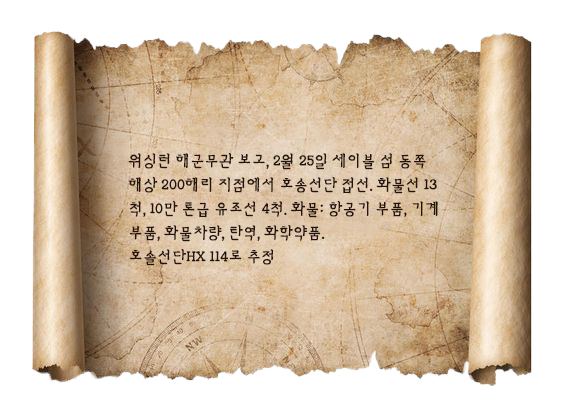 워싱턴 해군무관 보고, 2월 25일 세이블 섬 동쪽
해상 200해리 지점에서 호송선단 접선. 화물선 13
척, 10만 톤급 유조선 4척. 화물: 항공기 부품, 기계
부품, 화물차량, 탄약, 화학약품.
호송선단HX 114로 추정
NW